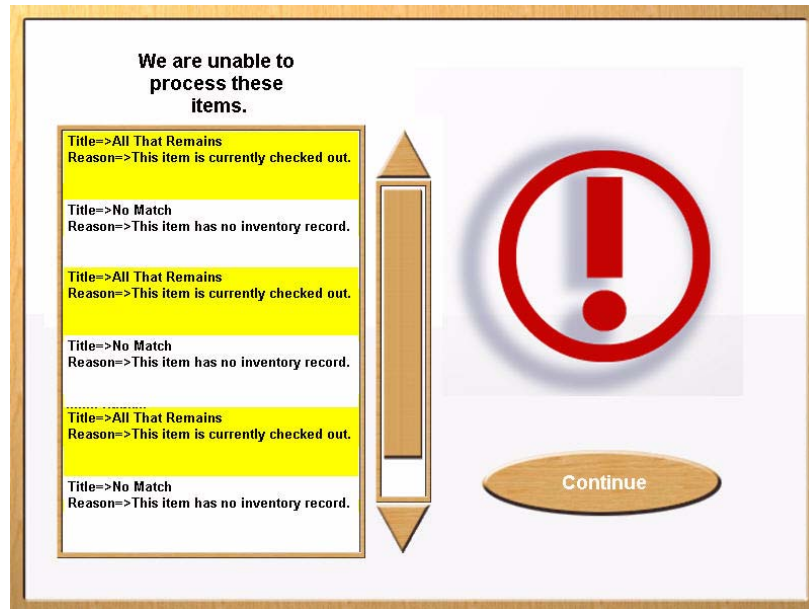 We are unable to
process these
items.
Title=>All That Remains
Reason=>This item is currently checked out.
Title=>No Match
Reason=>This item has no inventory record.
Title=>All That Remains
Reason=>This item is currently checked out.
Title=>No Match
Reason=>This item has no inventory record.
Title=>All That Remains
Reason=>This item is currently checked out.
Title=>No Match
Reason=>This item has no inventory record.
Continue